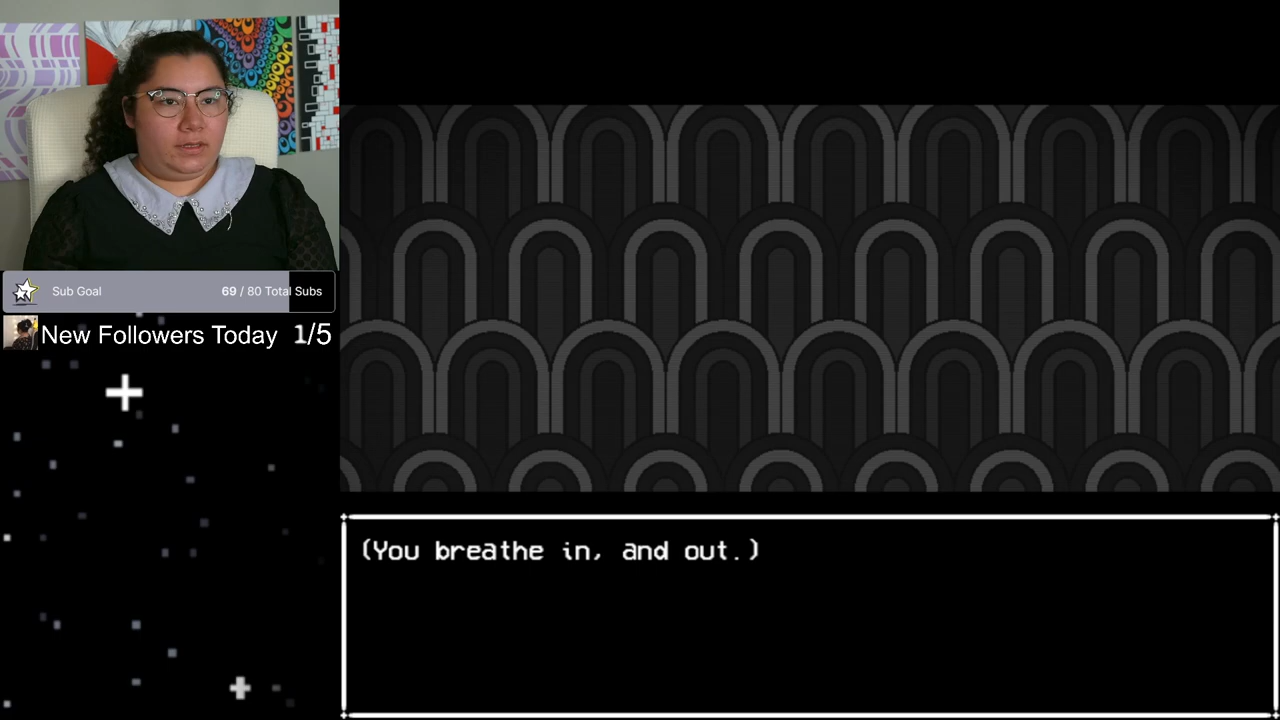 Sub Goal 69 / 80 Total Subs
New Followers Today 1/5
(You breathe in, and out.)